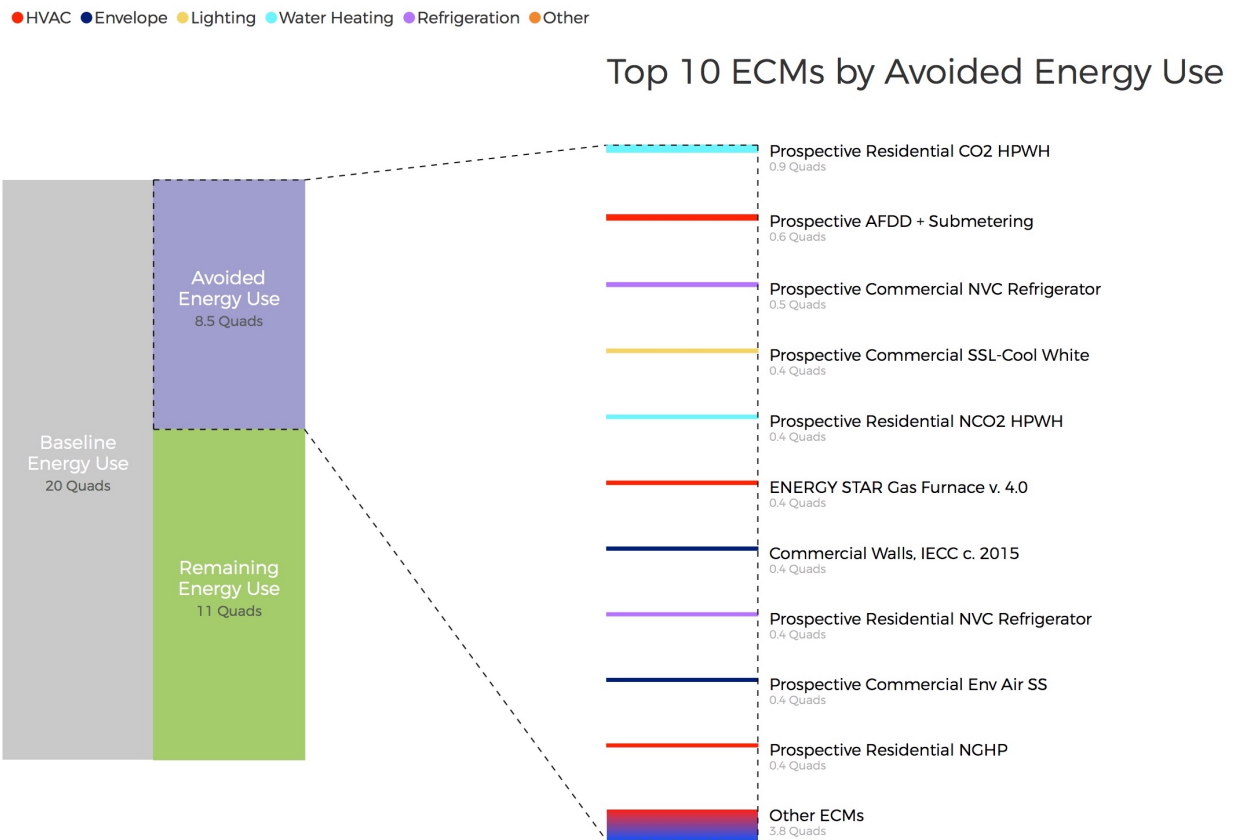 HVAC Envelope Lighting Water Heating Refrigeration Other
Top 10 ECMs by Avoided Energy Use
Baseline
Energy Use
20 Quads
Avoided
Energy Use
8.5 Quads
Remaining
Energy Use
11 Quads
Prospective Residential CO2 HPWH
0.9 Quads
Prospective AFDD + Submetering
0.6 Quads
Prospective Commercial NVC Refrigerator
0.5 Quads
Prospective Commercial SSL-Cool White
0.4 Quads
Prospective Residential NCO2 HPWH
0.4 Quads
ENERGY STAR Gas Furnace v. 4.0
0.4 Quads
Commercial Walls, IECC c. 2015
0.4 Quads
Prospective Residential NVC Refrigerator
0.4 Quads
Prospective Commercial Env Air SS
0.4 Quads
Prospective Residential NGHP
0.4 Quads
Other ECMs
3.8 Quads